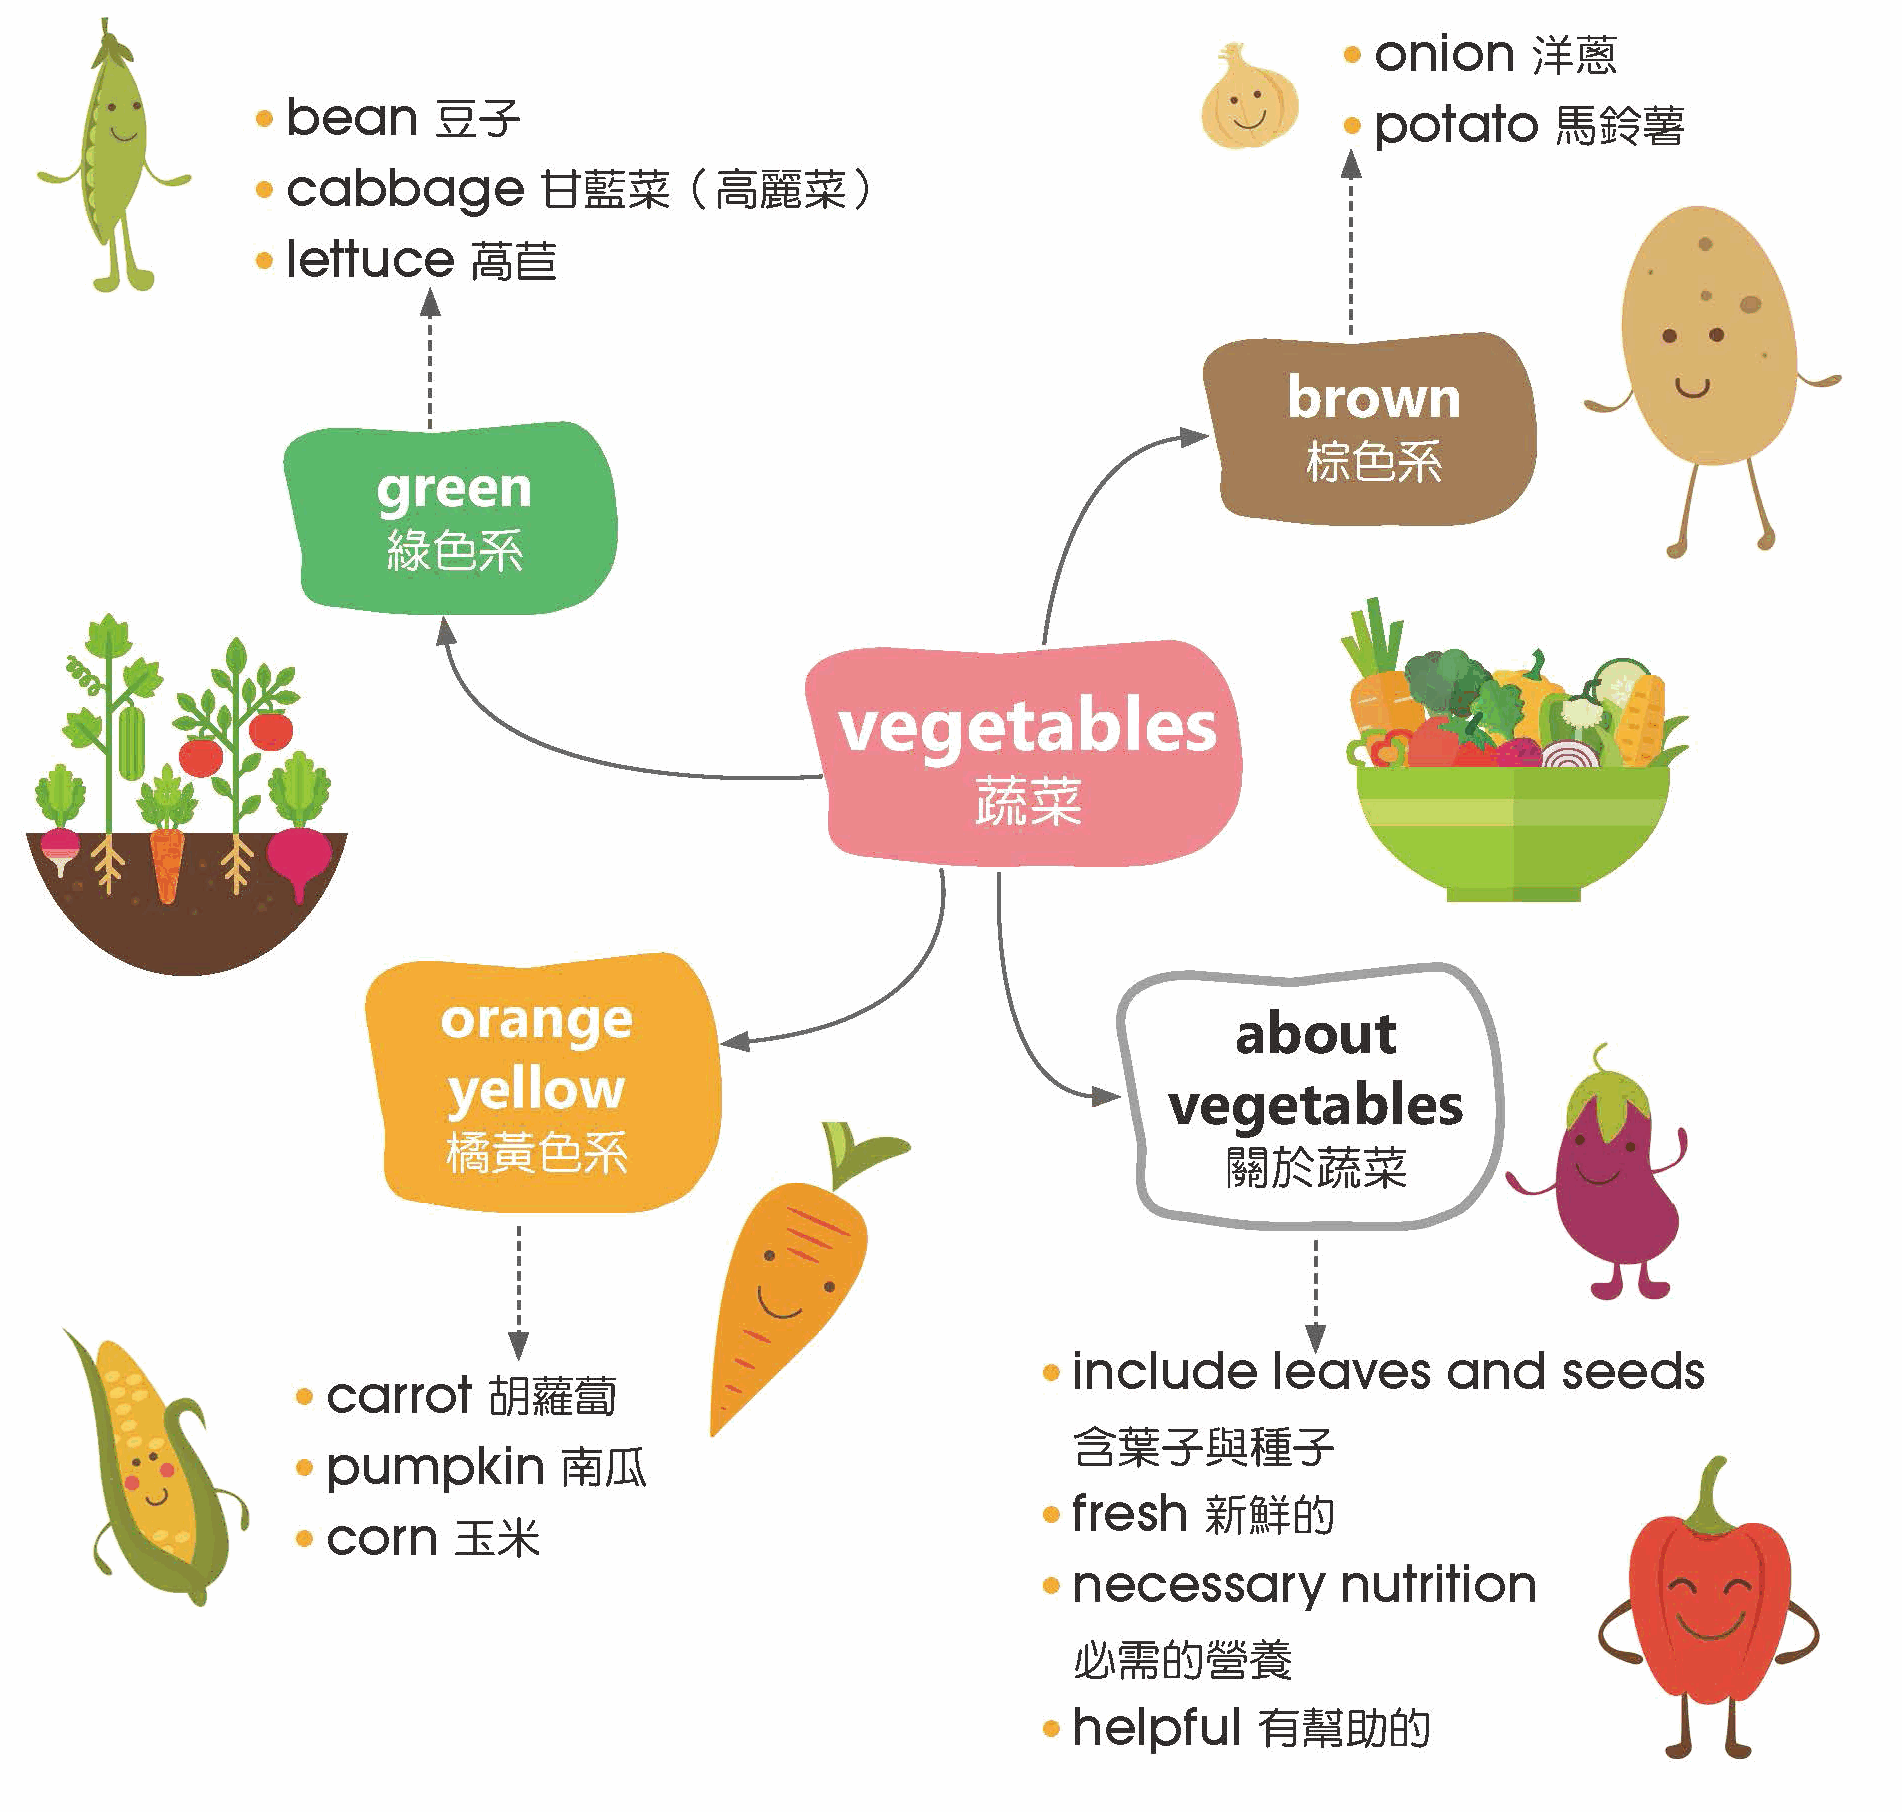 • bean 豆子
• cabbage 甘藍菜（高麗菜）
• lettuce 萵苣
green
綠色系
• onion 洋蔥
• potato 馬鈴薯
brown
棕色系
vegetables
蔬菜
orange
yellow
橘黃色系
• carrot 胡蘿蔔
• pumpkin 南瓜
• corn 玉米
about
vegetables
關於蔬菜
• include leaves and seeds
含葉子與種子
• fresh 新鮮的
• necessary nutrition
必需的營養
• helpful 有幫助的